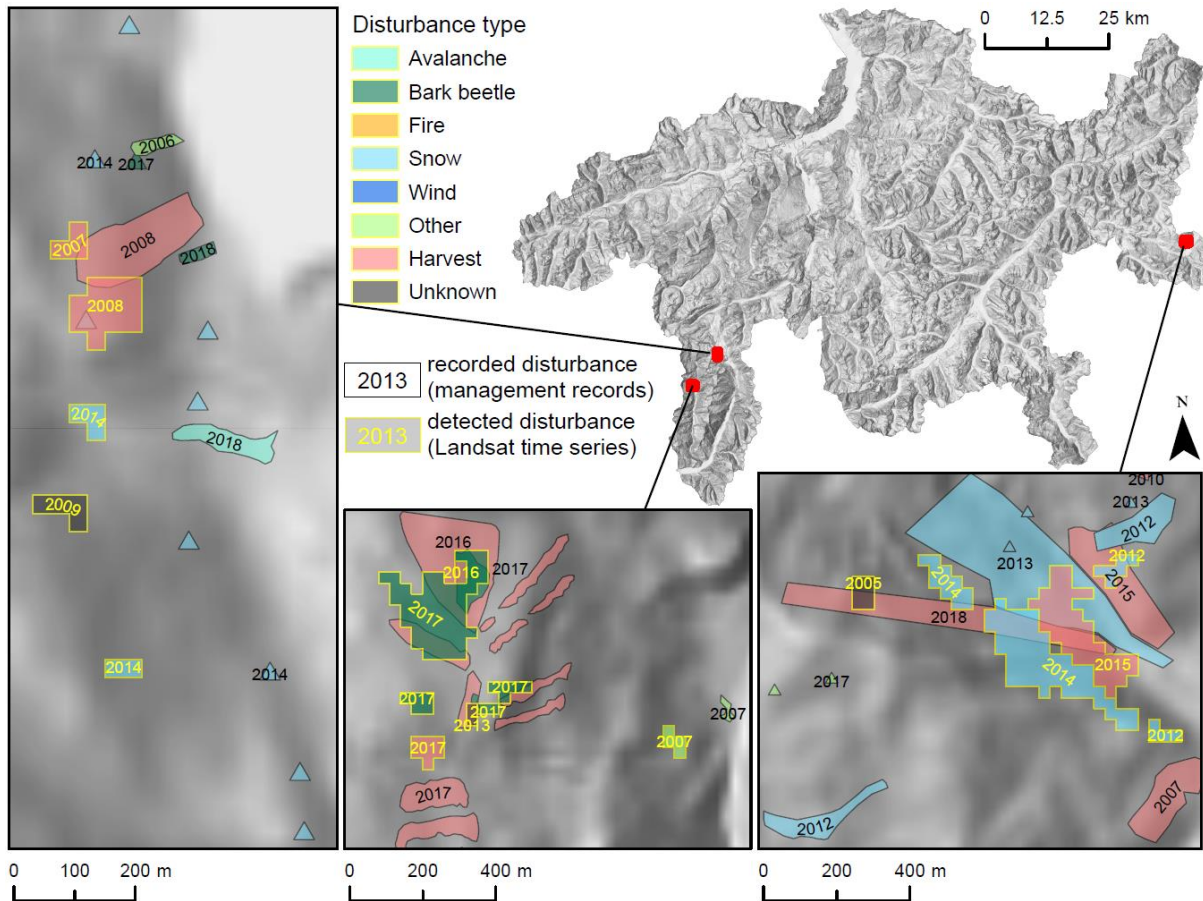 Disturbance type
Avalanche
Bark beetle
Fire
Snow
Wind
Other
Harvest
Unknown
2013 recorded disturbance
(management records)
2013 detected disturbance
(Landsat time series)
0 12.5 25 km
N
2006
2014 2017
2008
2007
2018
2008
2014
2018
2009
2014 2014
0 100 200 m
2016
2017
2016
2017
2017
2017
2017
2013
2007
2007
2017
2017
0 200 400 m
2010
2013
2012
2013
2012
2005
2014
2015
2018
2014
2015
2017
2012
2012
2007
0 200 400 m